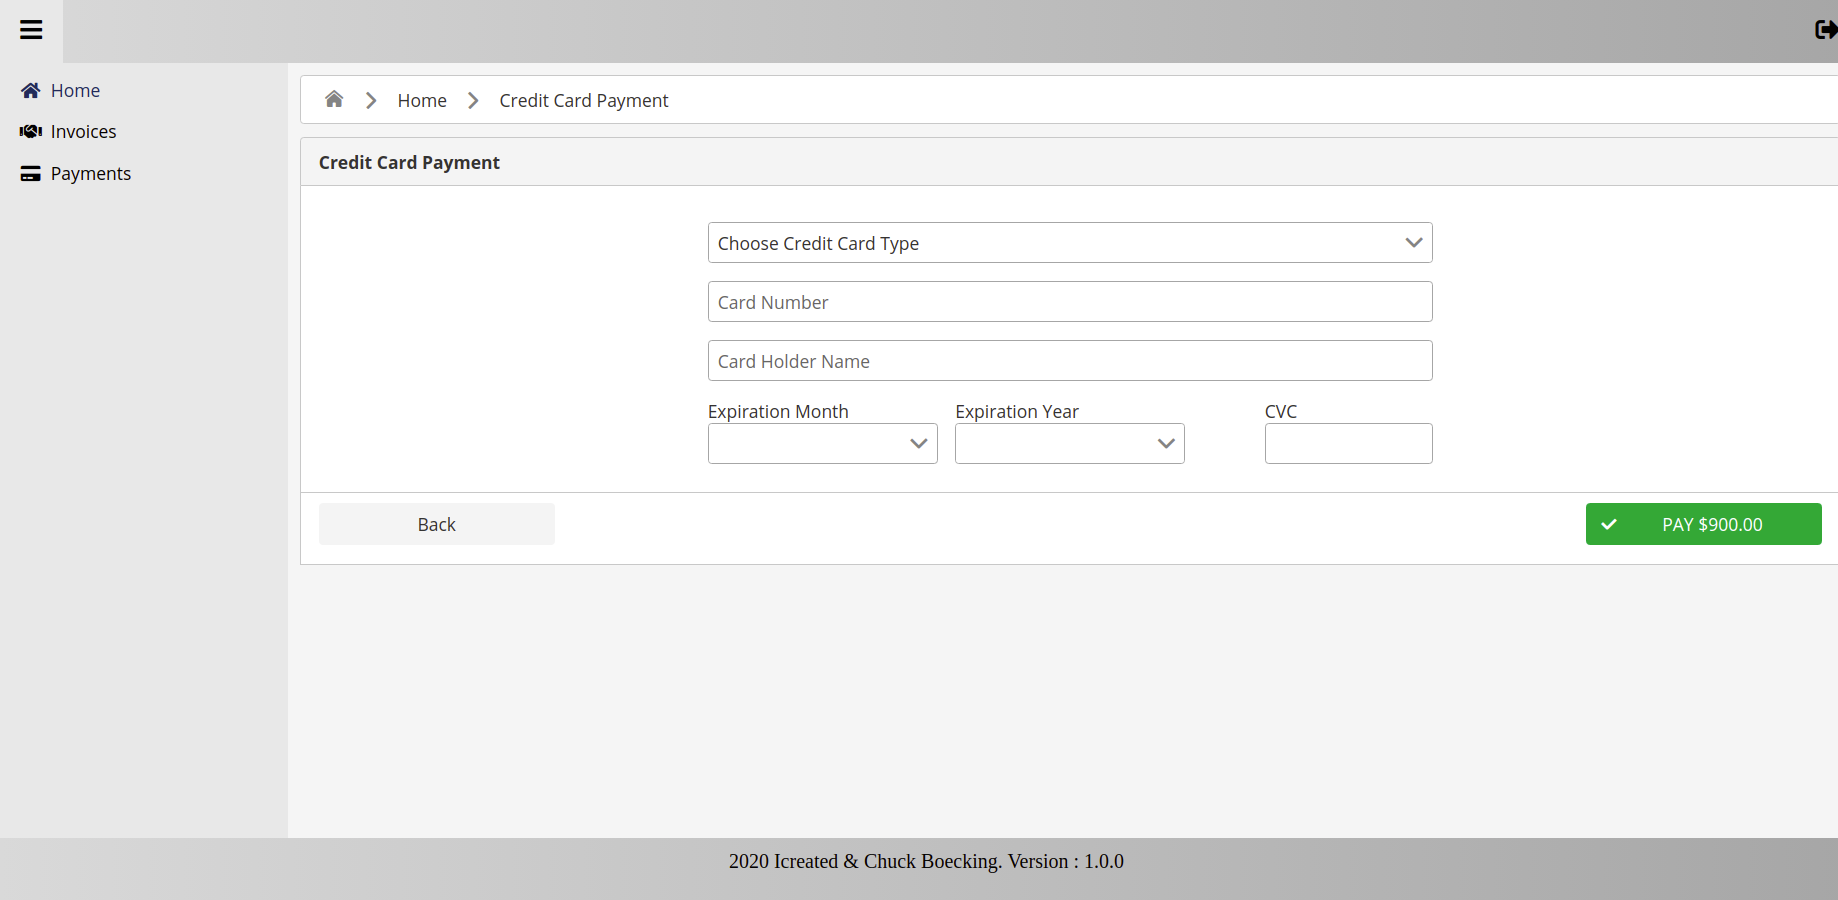 Home
Invoices
Payments
Home
Credit Card Payment
Credit Card Payment
Choose Credit Card Type
Card Number
Card Holder Name
Expiration Month
Expiration Year
CVC
Back
PAY $900.00
2020 Icreated & Chuck Boecking. Version : 1.0.0